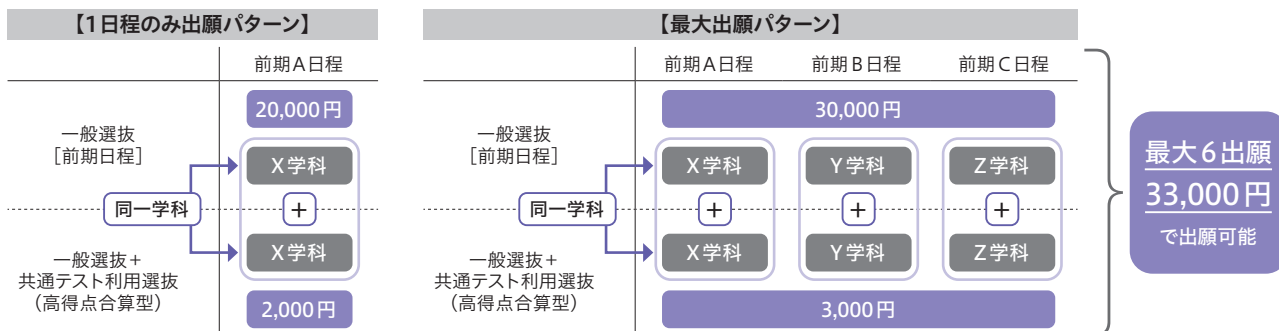 【1日程のみ出願パターン】
前期A日程
20,000円
一般選抜
［前期日程］
X学科
同一学科
+
X学科
一般選抜+
共通テスト利用選抜
（高得点合算型）
2,000円
【最大出願パターン】
前期A日程 前期B日程 前期C日程
30,000円
一般選抜
［前期日程］
X学科 Y学科 Z学科
同一学科
+ + +
X学科 Y学科 Z学科
一般選抜+
共通テスト利用選抜
（高得点合算型）
3,000円
最大6出願
33,000円
で出願可能